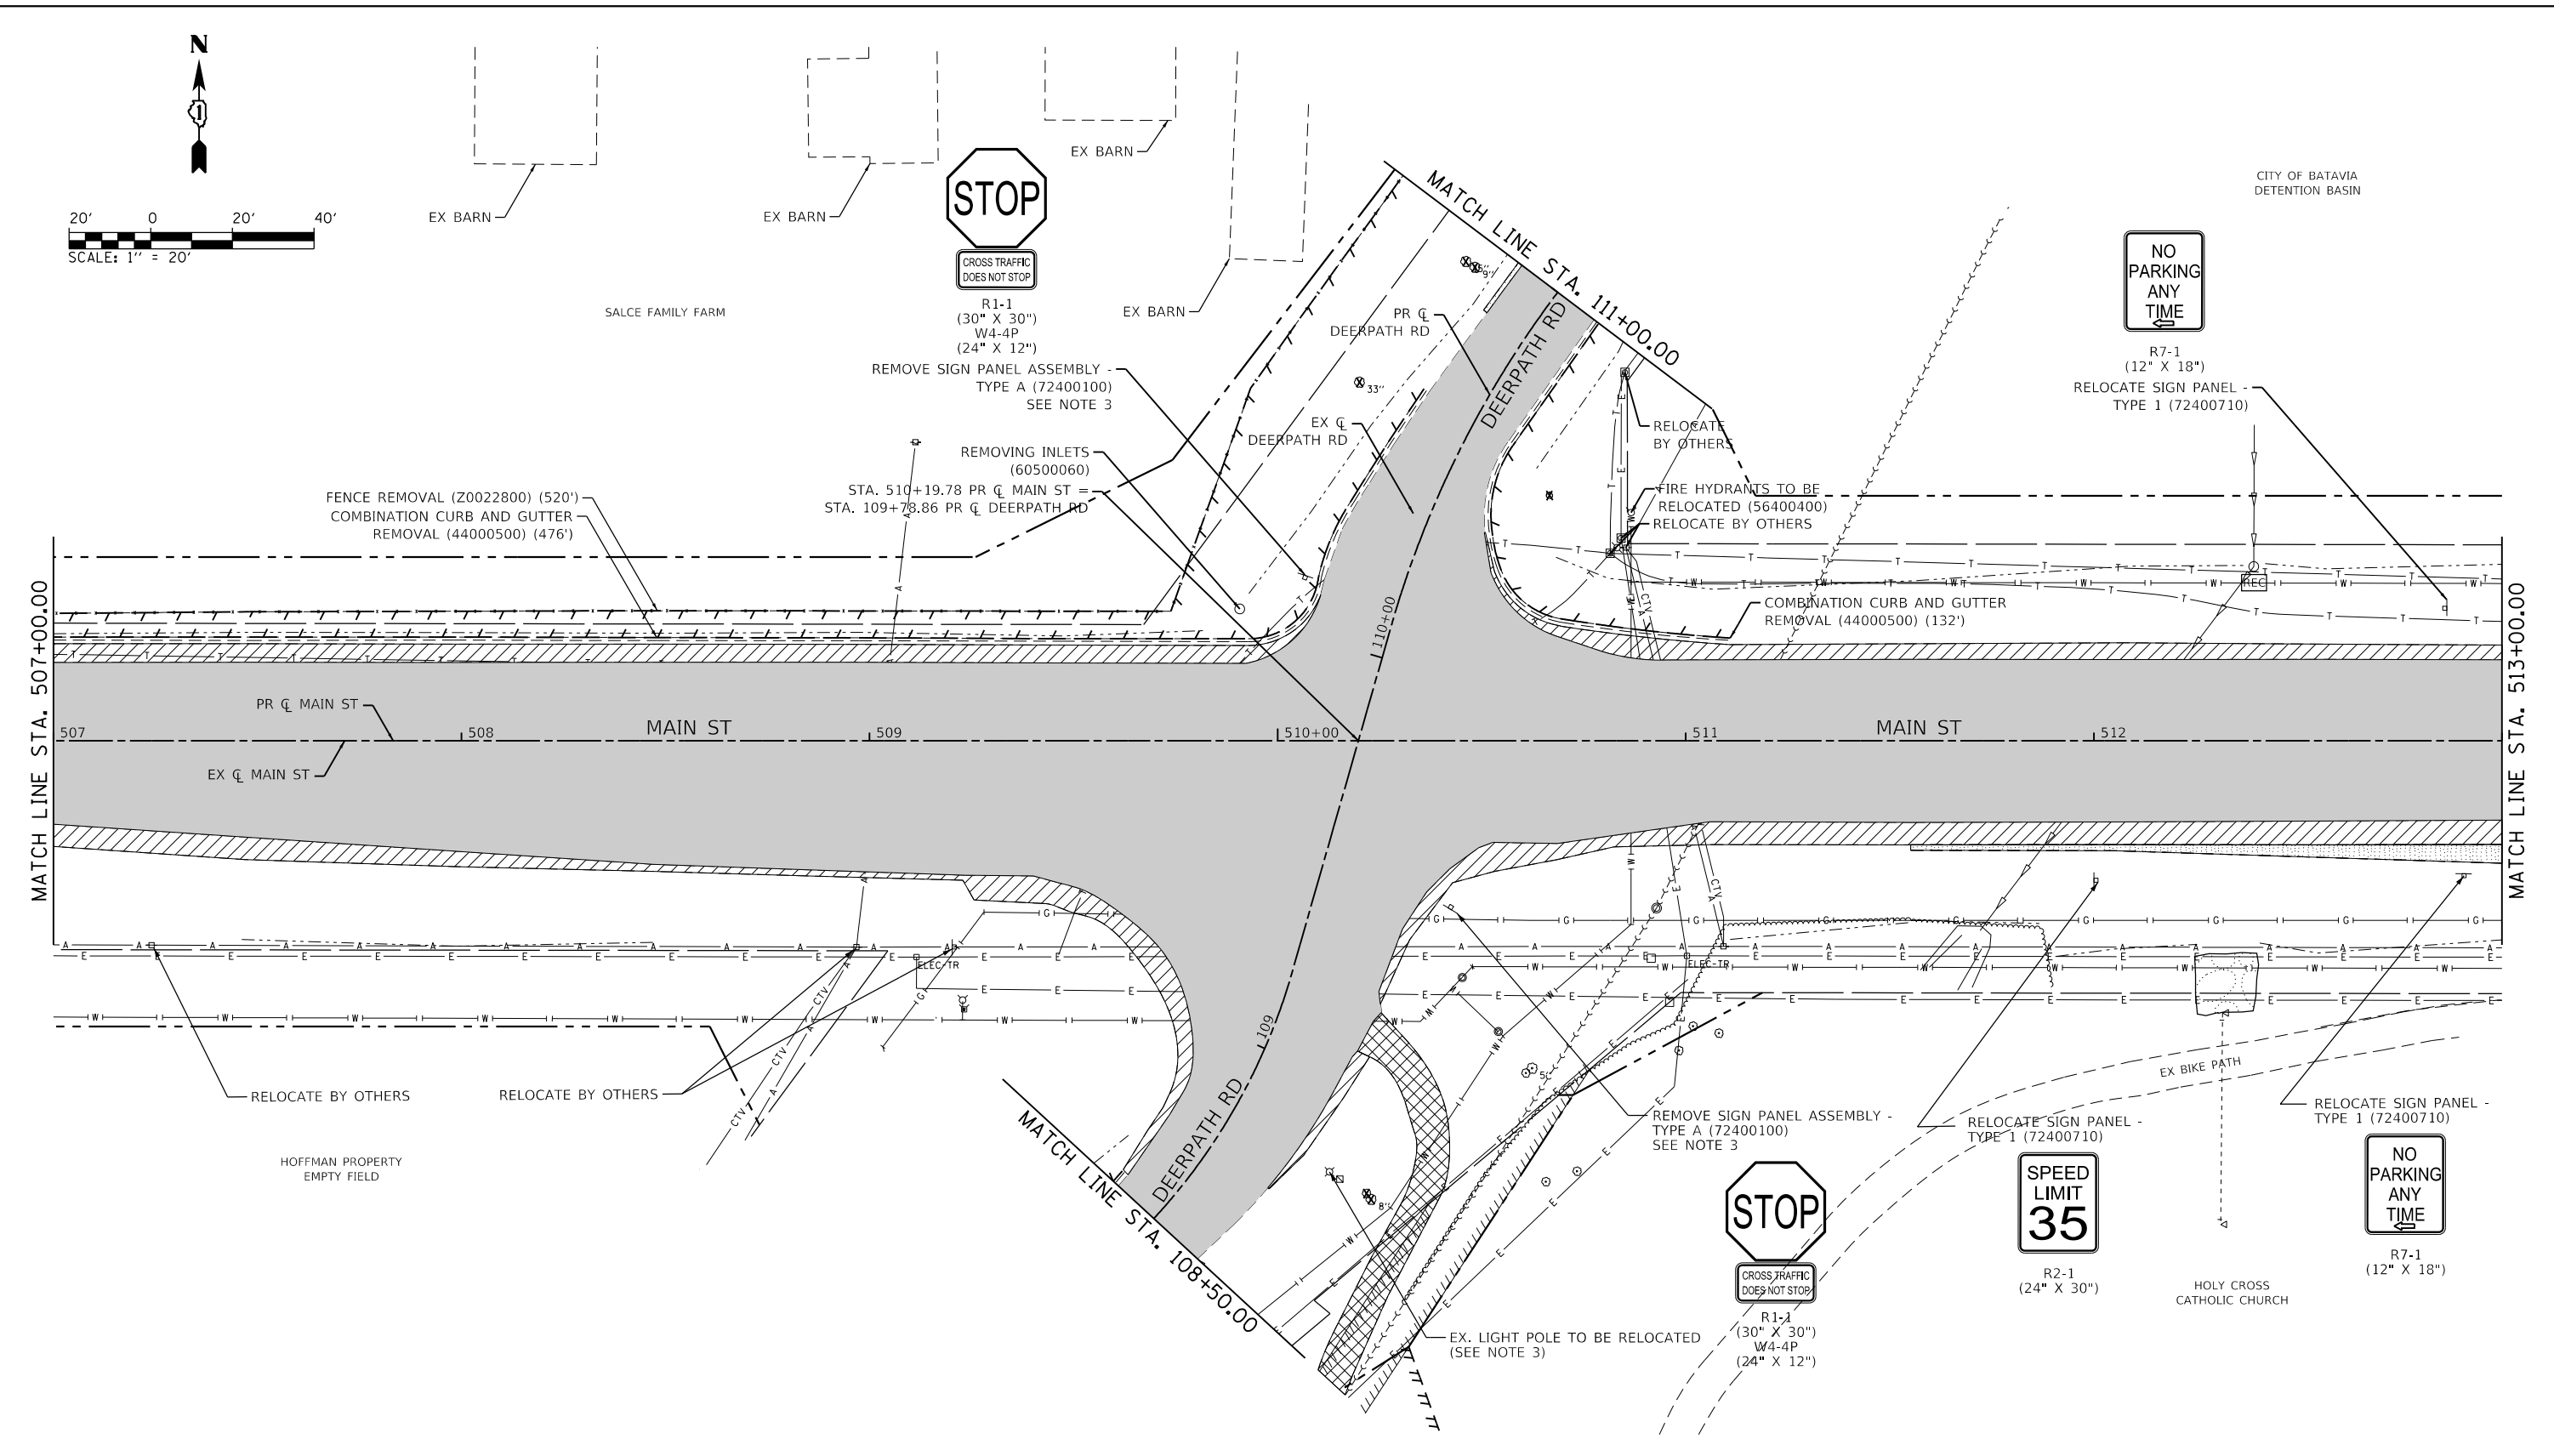 N
1
20' 0 20' 40'
SCALE: 1" = 20'
EX BARN
EX BARN
EX BARN
EX BARN
SALCE FAMILY FARM
STOP
CROSS TRAFFIC
DOES NOT STOP
R1-1
(30" X 30")
W4-4P
(24" X 12")
REMOVE SIGN PANEL ASSEMBLY -
TYPE A (72400100)
SEE NOTE 3
REMOVING INLETS
(60500060)
STA. 510+19.78 PR ℄ MAIN ST =
STA. 109+78.86 PR ℄ DEERPATH RD
FENCE REMOVAL (Z0022800) (520')
COMBINATION CURB AND GUTTER
REMOVAL (44000500) (476')
MATCH LINE STA. 111+00.00
PR ℄
DEERPATH RD
EX ℄
DEERPATH RD
DEERPATH RD
9"
33"
RELOCATE
BY OTHERS
FIRE HYDRANTS TO BE
RELOCATED (56400400)
RELOCATE BY OTHERS
COMBINATION CURB AND GUTTER
REMOVAL (44000500) (132')
CITY OF BATAVIA
DETENTION BASIN
NO
PARKING
ANY
TIME
R7-1
(12" X 18")
RELOCATE SIGN PANEL -
TYPE 1 (72400710)
REC
CTV
MATCH LINE STA. 507+00.00
PR ℄ MAIN ST
EX ℄ MAIN ST
507
508
MAIN ST
509
510+00
110+00
511
MAIN ST
512
MATCH LINE STA. 513+00.00
109
DEERPATH RD
MATCH LINE STA. 108+50.00
ELEC-TR
ELEC-TR
CTV
CTV
CTV
CTV
RELOCATE BY OTHERS
RELOCATE BY OTHERS
HOFFMAN PROPERTY
EMPTY FIELD
5"
8"
EX. LIGHT POLE TO BE RELOCATED
(SEE NOTE 3)
REMOVE SIGN PANEL ASSEMBLY -
TYPE A (72400100)
SEE NOTE 3
STOP
CROSS TRAFFIC
DOES NOT STOP
R1-1
(30" X 30")
W4-4P
(24" X 12")
EX BIKE PATH
RELOCATE SIGN PANEL -
TYPE 1 (72400710)
SPEED
LIMIT
35
R2-1
(24" X 30")
HOLY CROSS
CATHOLIC CHURCH
RELOCATE SIGN PANEL -
TYPE 1 (72400710)
NO
PARKING
ANY
TIME
R7-1
(12" X 18")